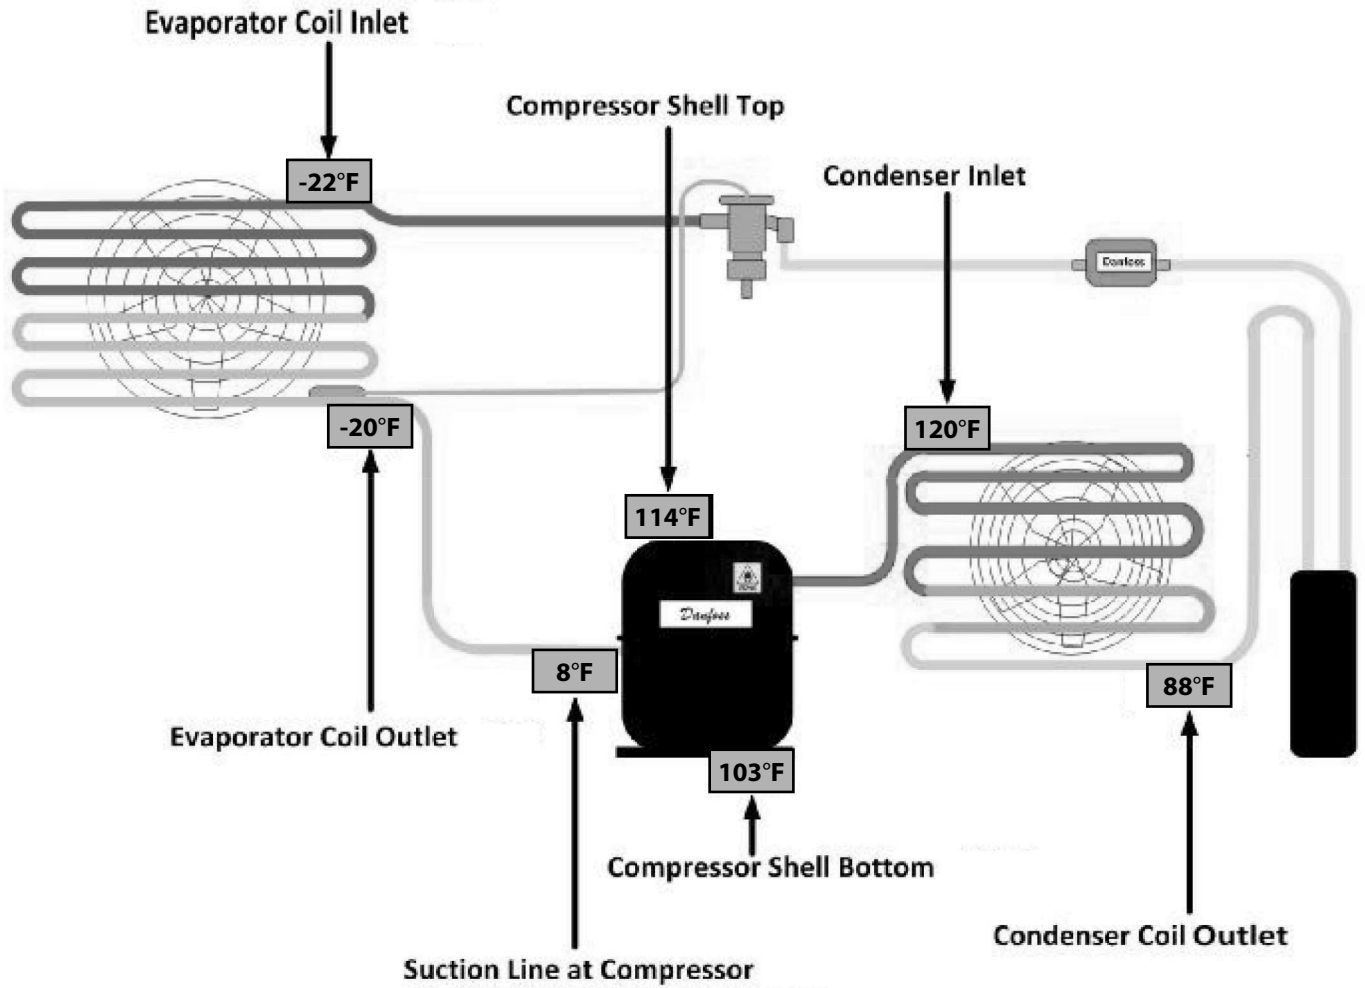 Evaporator Coil Inlet
Compressor Shell Top
Condenser Inlet
-22°F
Danfoss
-20°F
120°F
114°F
Danfoss
8°F
88°F
Evaporator Coil Outlet
103°F
Compressor Shell Bottom
Condenser Coil Outlet
Suction Line at Compressor